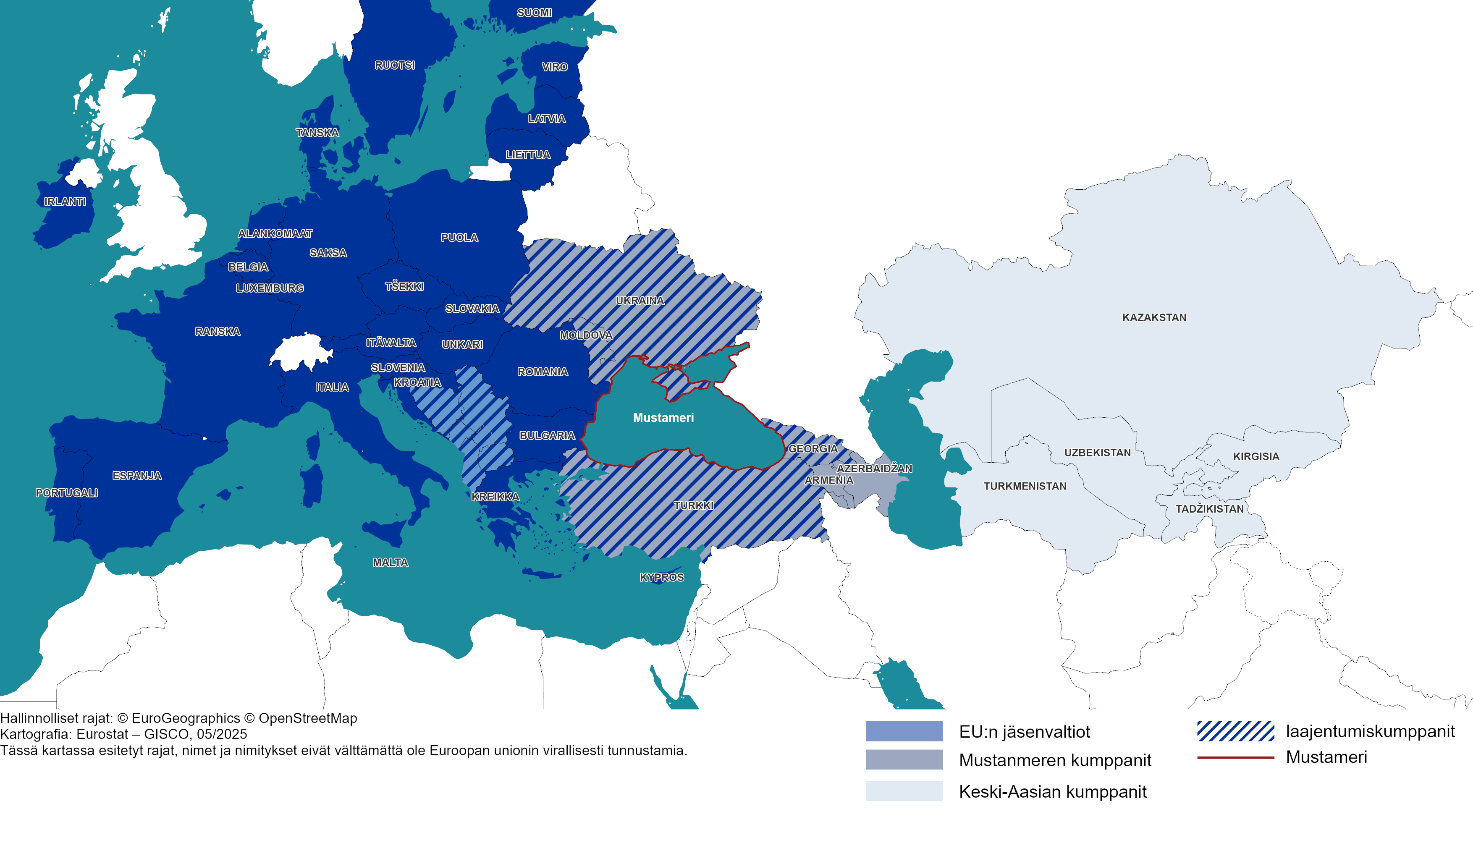 SUOMI
RUOTSI
VIRO
LATVIA
TANSKA
LIETTUA
IRLANTI
ALANKOMAAT
PUOLA
SAKSA
BELGIA
LUXEMBURG
TŠEKKI
UKRAINA
SLOVAKIA
KAZAKSTAN
RANSKA
MOLDOVA
ITÄVALTA
UNKARI
SLOVENIA
ROMANIA
KROATIA
ITALIA
Mustameri
BULGARIA
GEORGIA
UZBEKISTAN
KIRGISIA
AZERBAIDŽAN
ESPANJA
ARMENIA
TURKMENISTAN
PORTUGALI
KREIKKA
TURKKI
TADŽIKISTAN
MALTA
KYPROS
Hallinnolliset rajat: © EuroGeographics © OpenStreetMap
Kartografia: Eurostat – GISCO, 05/2025
Tässä kartassa esitetyt rajat, nimet ja nimitykset eivät välttämättä ole Euroopan unionin virallisesti tunnustamia.
EU:n jäsenvaltiot
laajentumiskumppanit
Mustanmeren kumppanit
Mustameri
Keski-Aasian kumppanit